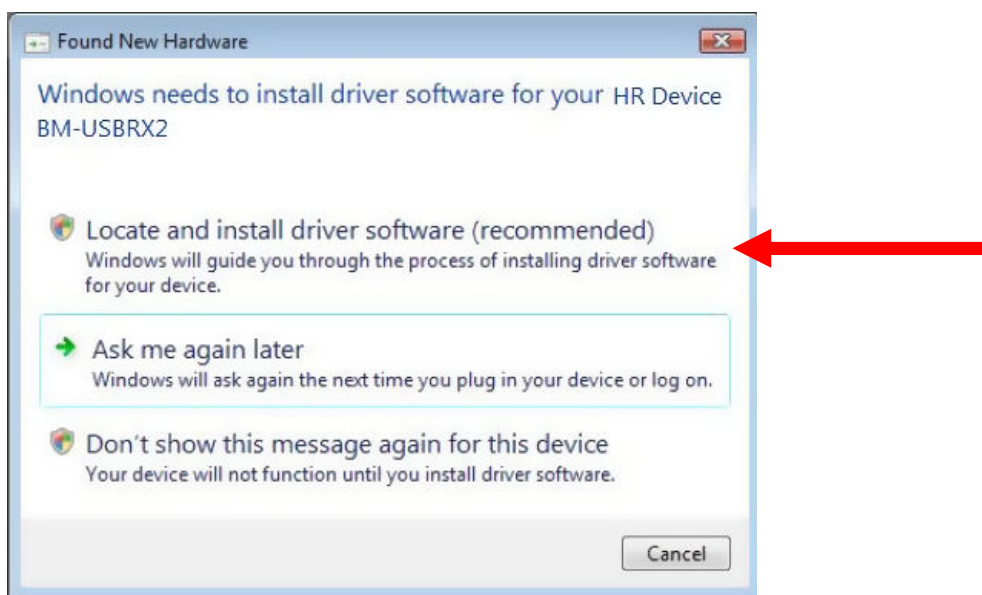 Found New Hardware
Windows needs to install driver software for your HR Device
BM-USBRX2
Locate and install driver software (recommended)
Windows will guide you through the process of installing driver software
for your device.
Ask me again later
Windows will ask again the next time you plug in your device or log on.
Don't show this message again for this device
Your device will not function until you install driver software.
Cancel